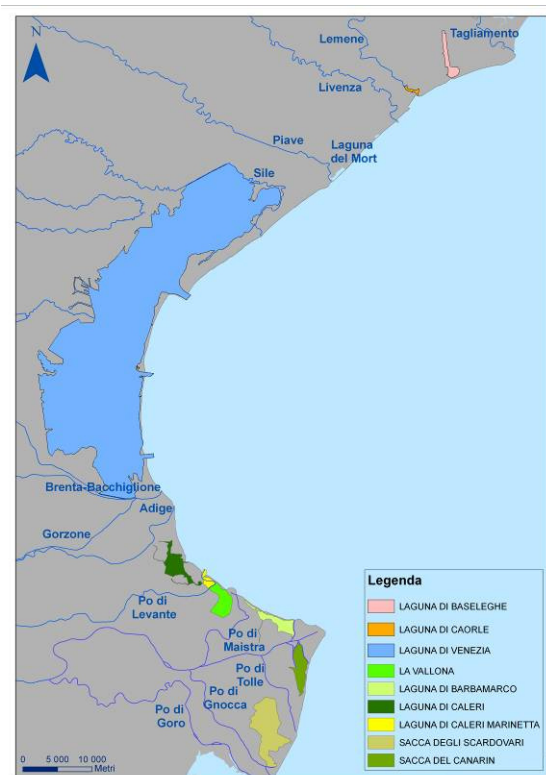 N
Tagliamento
Lemene
Livenza
Piave
Laguna
del Mort
Sile
Brenta-Bacchiglione
Adige
Gorzone
Po di
Levante
Po di
Maistra
Po di
Tolle
Po di
Gnocca
Po di
Goro
Legenda
LAGUNA DI BASELEGHE
LAGUNA DI CAORLE
LAGUNA DI VENEZIA
LA VALLONA
LAGUNA DI BARBAMARCO
LAGUNA DI CALERI
LAGUNA DI CALERI MARINETTA
SACCA DEGLI SCARDOVARI
SACCA DEL CANARIN
0 5 000 10 000
Metri